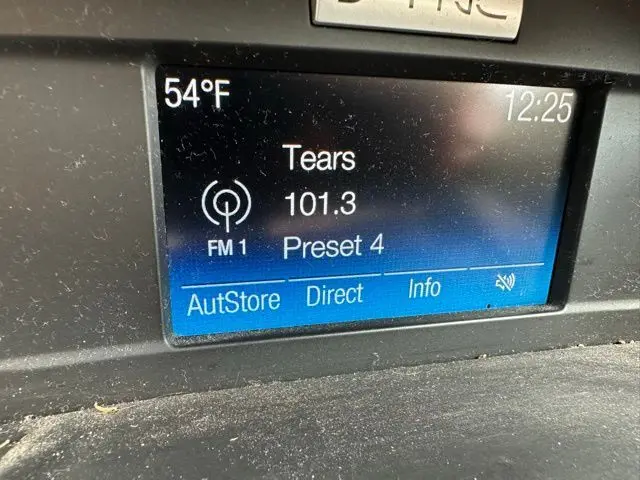 54°F
12:25
Tears
101.3
FM 1
Preset 4
AutStore
Direct
Info